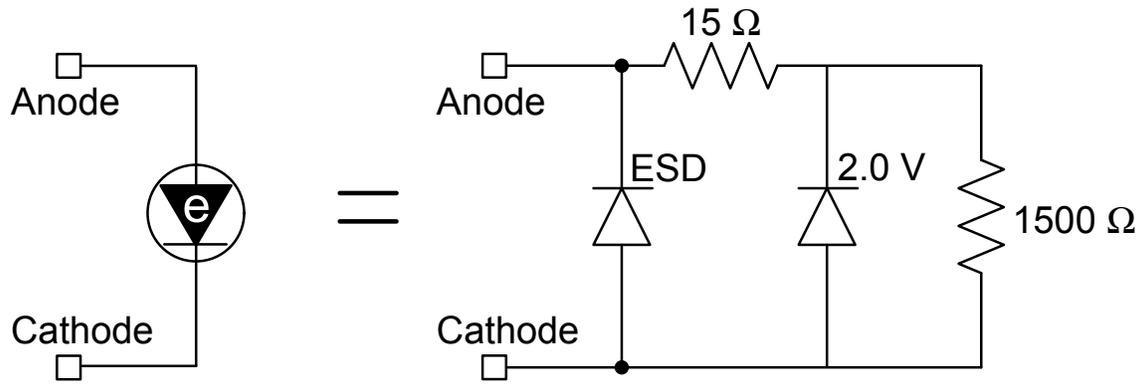 15 Ω
Anode
Anode
ESD
2.0 V
e
=
1500 Ω
Cathode
Cathode